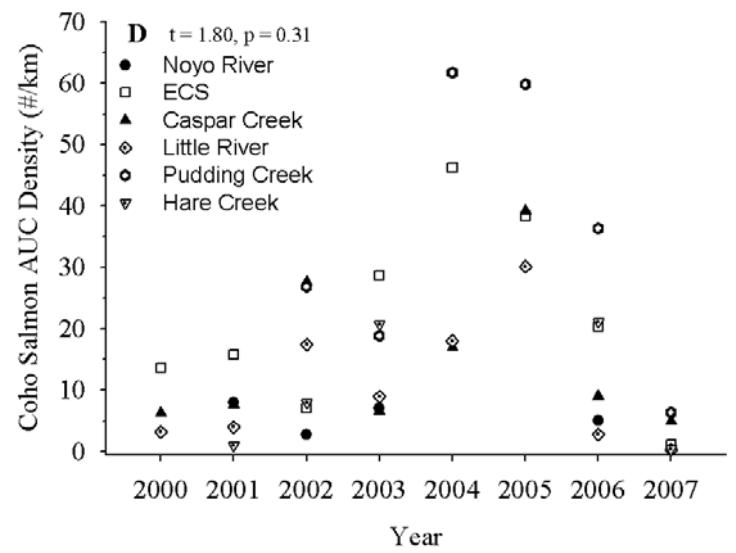 D t = 1.80, p = 0.31
Noyo River
ECS
Caspar Creek
Little River
Pudding Creek
Hare Creek
Coho Salmon AUC Density (#/km)
70
60
50
40
30
20
10
0
2000 2001 2002 2003 2004 2005 2006 2007
Year